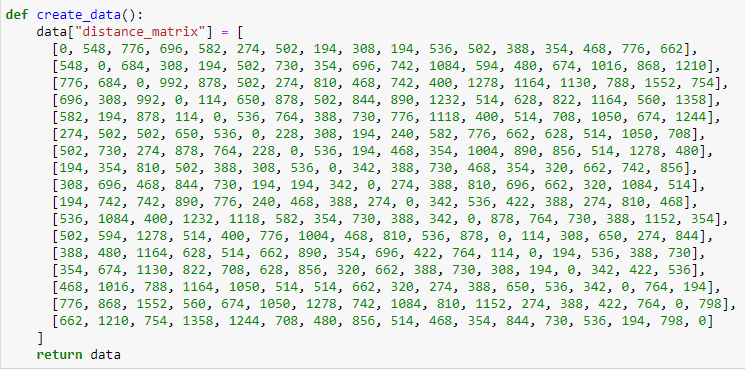 def create_data():
    data["distance_matrix"] = [
      [0, 548, 776, 696, 582, 274, 502, 194, 308, 194, 536, 502, 388, 354, 468, 776, 662],
      [548, 0, 684, 308, 194, 502, 730, 354, 696, 742, 1084, 594, 480, 674, 1016, 868, 1210],
      [776, 684, 0, 992, 878, 502, 274, 810, 468, 742, 400, 1278, 1164, 1130, 788, 1552, 754],
      [696, 308, 992, 0, 114, 650, 878, 502, 844, 890, 1232, 514, 628, 822, 1164, 560, 1358],
      [582, 194, 878, 114, 0, 536, 764, 388, 730, 776, 1118, 400, 514, 708, 1050, 674, 1244],
      [274, 502, 502, 650, 536, 0, 228, 308, 194, 240, 582, 776, 662, 628, 514, 1050, 708],
      [502, 730, 274, 878, 764, 228, 0, 536, 194, 468, 354, 1004, 890, 856, 514, 1278, 480],
      [194, 354, 810, 502, 388, 308, 536, 0, 342, 388, 730, 468, 354, 320, 662, 742, 856],
      [308, 696, 468, 844, 730, 194, 194, 342, 0, 274, 388, 810, 696, 662, 320, 1084, 514],
      [194, 742, 742, 890, 776, 240, 468, 388, 274, 0, 342, 536, 422, 388, 274, 810, 468],
      [536, 1084, 400, 1232, 1118, 582, 354, 730, 388, 342, 0, 878, 764, 730, 388, 1152, 354],
      [502, 594, 1278, 514, 400, 776, 1004, 468, 810, 536, 878, 0, 114, 308, 650, 274, 844],
      [388, 480, 1164, 628, 514, 662, 890, 354, 696, 422, 764, 114, 0, 194, 536, 388, 730],
      [354, 674, 1130, 822, 708, 628, 856, 320, 662, 388, 730, 308, 194, 0, 342, 422, 536],
      [468, 1016, 788, 1164, 1050, 514, 514, 662, 320, 274, 388, 650, 536, 342, 0, 764, 194],
      [776, 868, 1552, 560, 674, 1050, 1278, 742, 1084, 810, 1152, 274, 388, 422, 764, 0, 798],
      [662, 1210, 754, 1358, 1244, 708, 480, 856, 514, 468, 354, 844, 730, 536, 194, 798, 0]
    ]
    return data